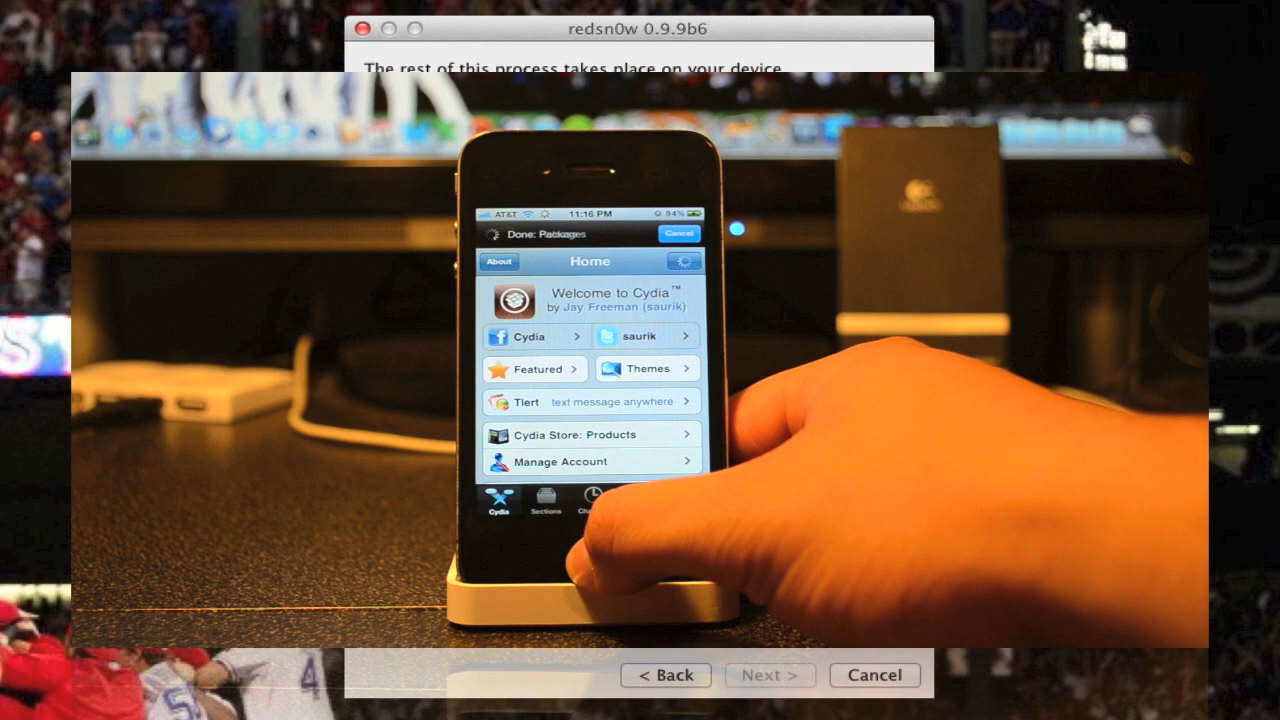 redsn0w 0.9.9b6
The rest of this process takes place on your device
AT&T 11:16 PM 94%
Done: Packages Cancel
About Home
Welcome to Cydia™
by Jay Freeman (saurik)
Cydia saurik
Featured Themes
Tlert text message anywhere
Cydia Store: Products
Manage Account
Cydia Sections
S
4
5
< Back Next > Cancel